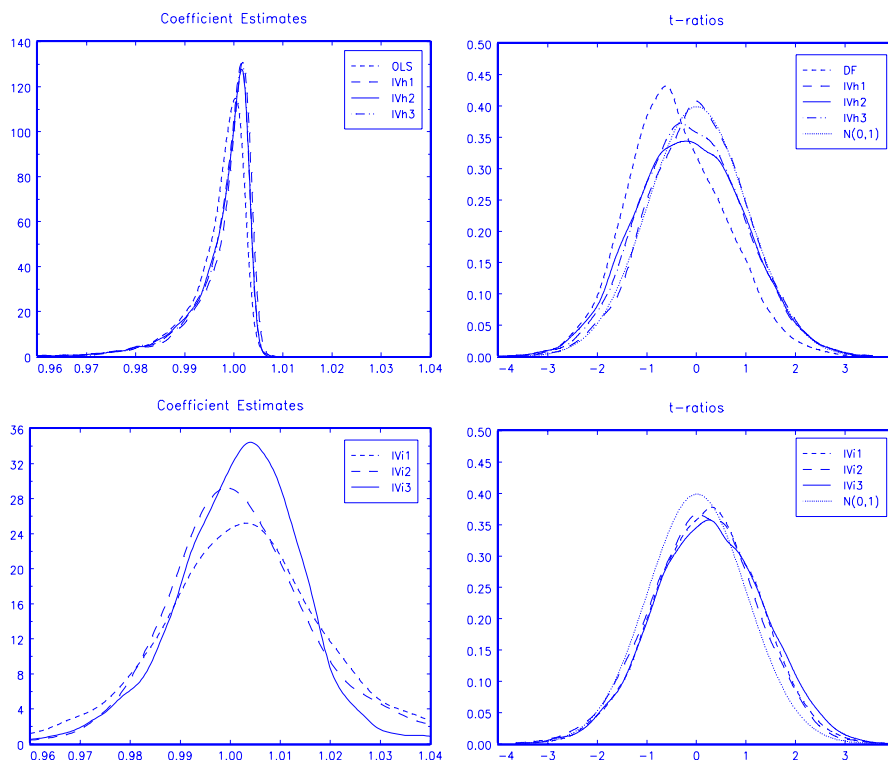 Coefficient Estimates
140
120
100
80
60
40
20
0
0.96 0.97 0.98 0.99 1.00 1.01 1.02 1.03 1.04
OLS
IVh1
IVh2
IVh3
t-ratios
0.50
0.45
0.40
0.35
0.30
0.25
0.20
0.15
0.10
0.05
0.00
-4 -3 -2 -1 0 1 2 3
DF
IVh1
IVh2
IVh3
N(0,1)
Coefficient Estimates
36
32
28
24
20
16
12
8
4
0
0.96 0.97 0.98 0.99 1.00 1.01 1.02 1.03 1.04
IVi1
IVi2
IVi3
t-ratios
0.50
0.45
0.40
0.35
0.30
0.25
0.20
0.15
0.10
0.05
0.00
-4 -3 -2 -1 0 1 2 3
IVi1
IVi2
IVi3
N(0,1)